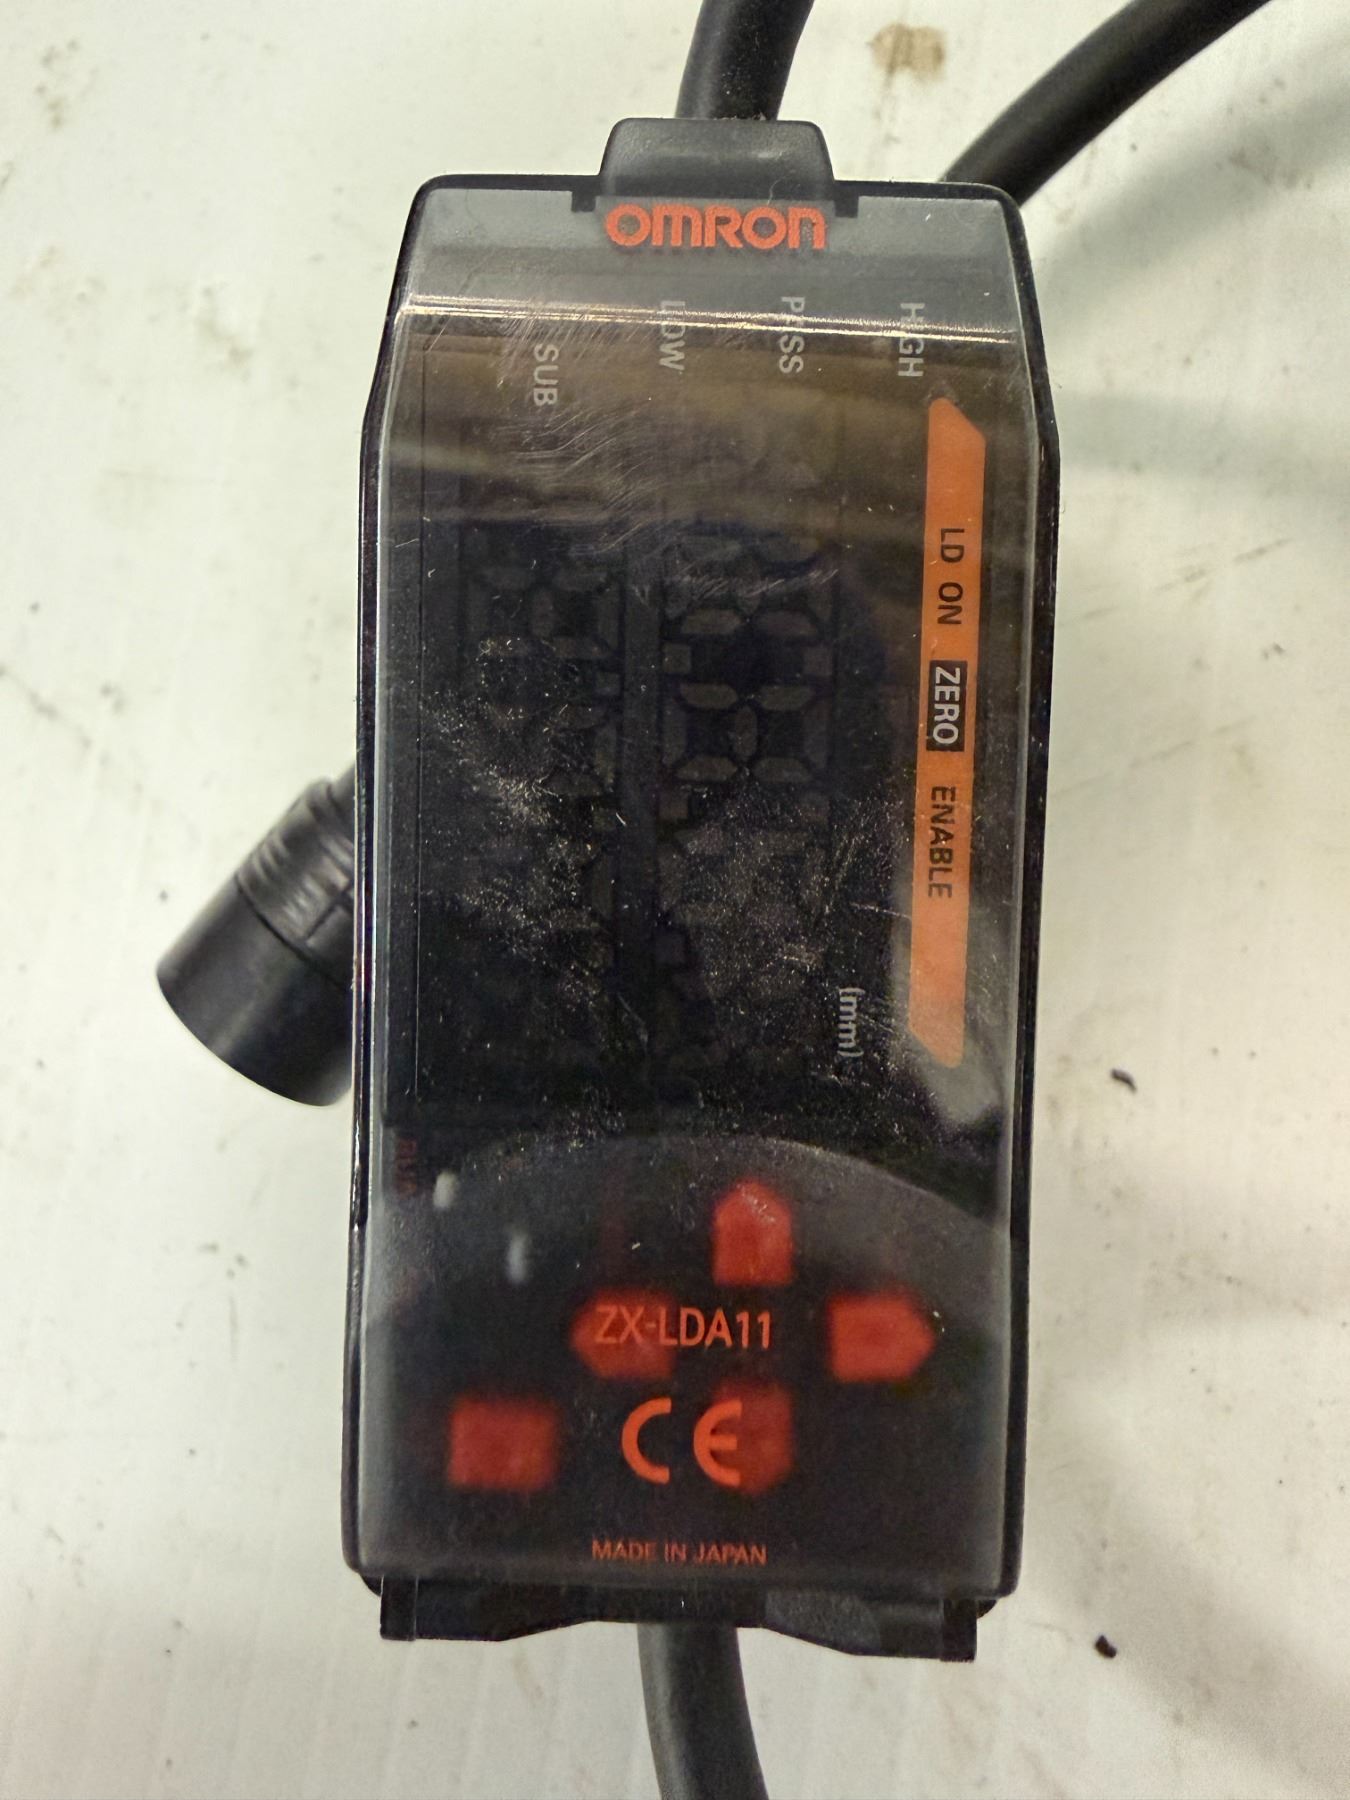 OMRON
HIGH
PASS
LOW
SUB
LD ON ZERO ENABLE
(mm)
ZX-LDA11
CE
MADE IN JAPAN